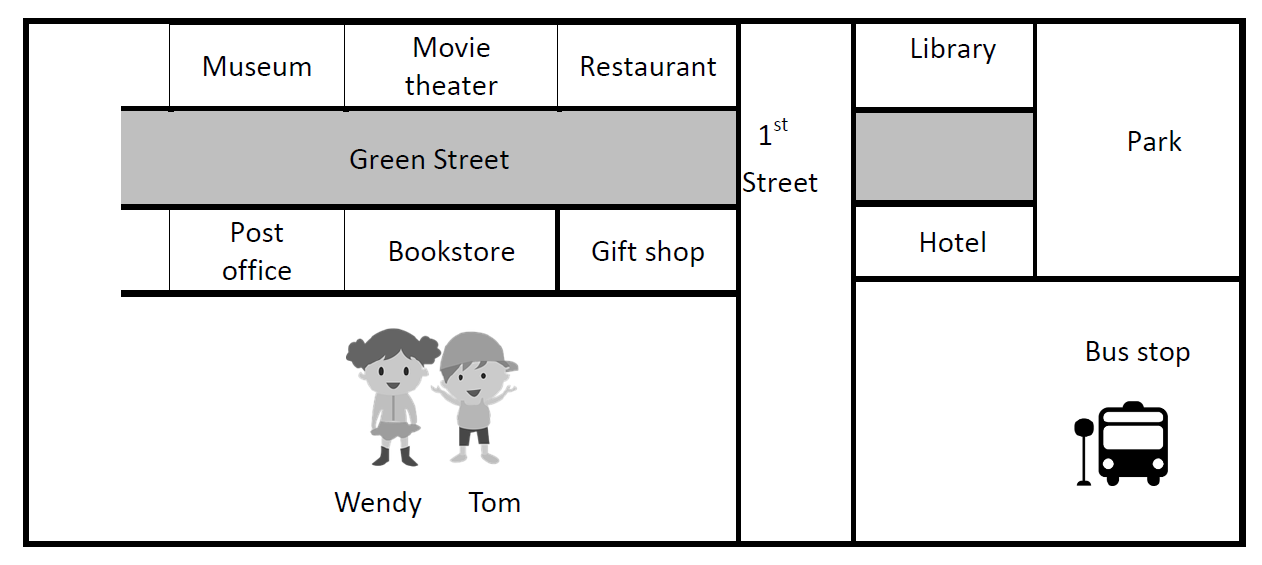 Museum
Movie
theater
Restaurant
Library
Green Street
1st
Street
Park
Post
office
Bookstore
Gift shop
Hotel
Bus stop
Wendy
Tom